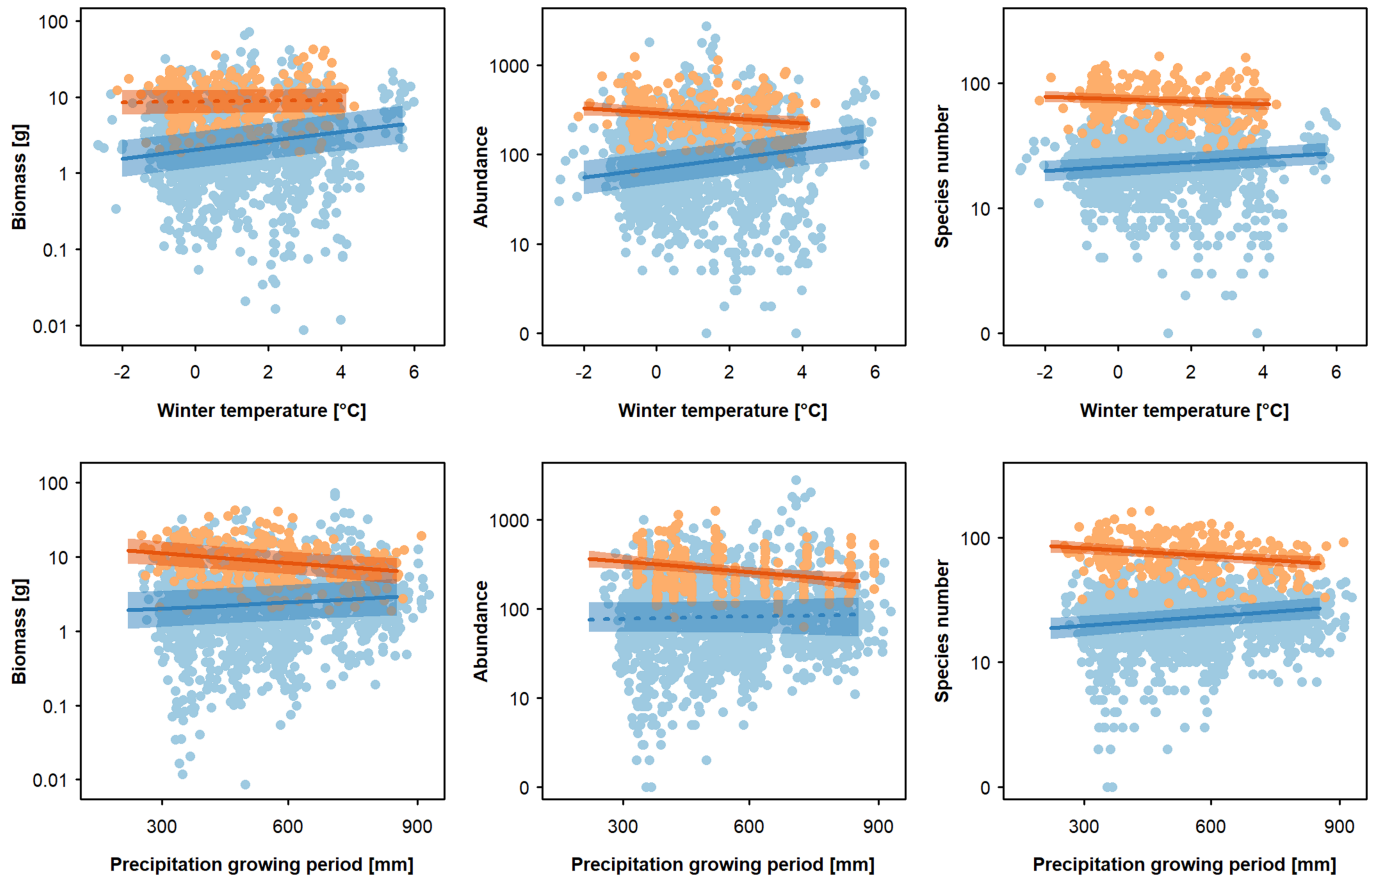 100
10
1
0.1
0.01
Biomass [g]
-2 0 2 4 6
Winter temperature [°C]
1000
100
10
0
Abundance
-2 0 2 4 6
Winter temperature [°C]
100
10
0
Species number
-2 0 2 4 6
Winter temperature [°C]
100
10
1
0.1
0.01
Biomass [g]
300 600 900
Precipitation growing period [mm]
1000
100
10
0
Abundance
300 600 900
Precipitation growing period [mm]
100
10
0
Species number
300 600 900
Precipitation growing period [mm]